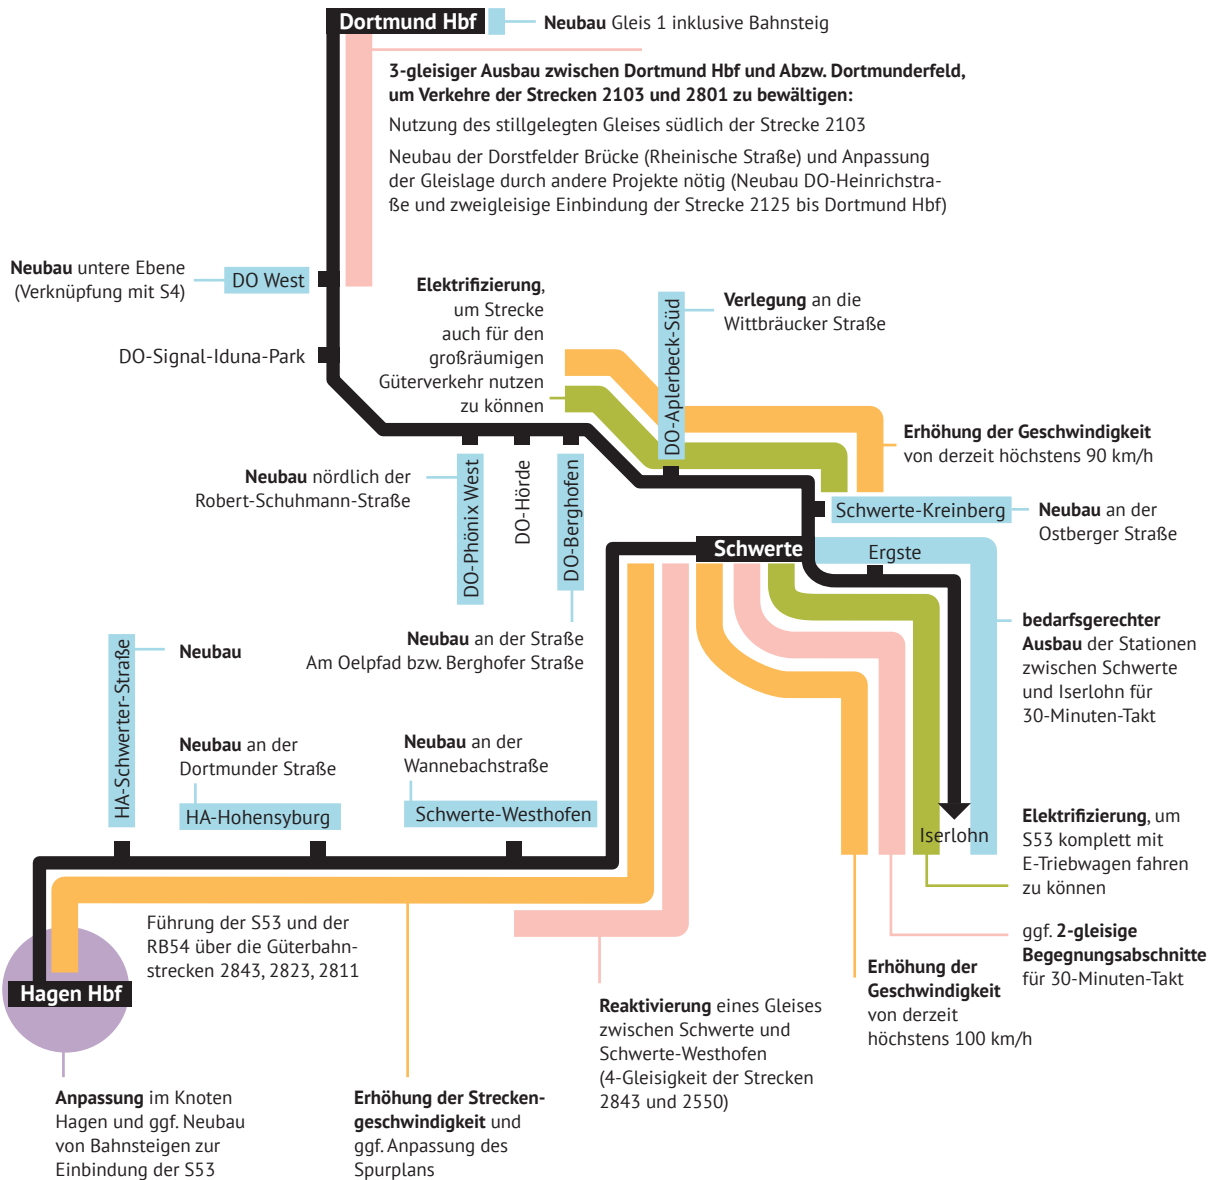 Dortmund Hbf
Neubau Gleis 1 inklusive Bahnsteig
3-gleisiger Ausbau zwischen Dortmund Hbf und Abzw. Dortmunderfeld,
um Verkehre der Strecken 2103 und 2801 zu bewältigen:
Nutzung des stillgelegten Gleises südlich der Strecke 2103
Neubau der Dorstfelder Brücke (Rheinische Straße) und Anpassung
der Gleislage durch andere Projekte nötig (Neubau DO-Heinrichstra-
ße und zweigleisige Einbindung der Strecke 2125 bis Dortmund Hbf)
Neubau untere Ebene
(Verknüpfung mit S4)
DO West
DO-Signal-Iduna-Park
Elektrifizierung,
um Strecke
auch für den
großräumigen
Güterverkehr nutzen
zu können
DO-Aplerbeck-Süd
Verlegung an die
Wittbräucker Straße
Erhöhung der Geschwindigkeit
von derzeit höchstens 90 km/h
Neubau nördlich der
Robert-Schuhmann-Straße
DO-Phönix West
DO-Hörde
DO-Berghofen
Schwerte-Kreinberg
Neubau an der
Ostberger Straße
Schwerte
Ergste
Neubau an der Straße
Am Oelpfad bzw. Berghofer Straße
bedarfsgerechter
Ausbau der Stationen
zwischen Schwerte
und Iserlohn für
30-Minuten-Takt
HA-Schwerter-Straße
Neubau
Neubau an der
Dortmunder Straße
HA-Hohensyburg
Neubau an der
Wannebachstraße
Schwerte-Westhofen
Iserlohn
Elektrifizierung, um
S53 komplett mit
E-Triebwagen fahren
zu können
Führung der S53 und der
RB54 über die Güterbahn-
strecken 2843, 2823, 2811
Hagen Hbf
ggf. 2-gleisige
Begegnungsabschnitte
für 30-Minuten-Takt
Erhöhung der
Geschwindigkeit
von derzeit
höchstens 100 km/h
Reaktivierung eines Gleises
zwischen Schwerte und
Schwerte-Westhofen
(4-Gleisigkeit der Strecken
2843 und 2550)
Anpassung im Knoten
Hagen und ggf. Neubau
von Bahnsteigen zur
Einbindung der S53
Erhöhung der Strecken-
geschwindigkeit und
ggf. Anpassung des
Spurplans